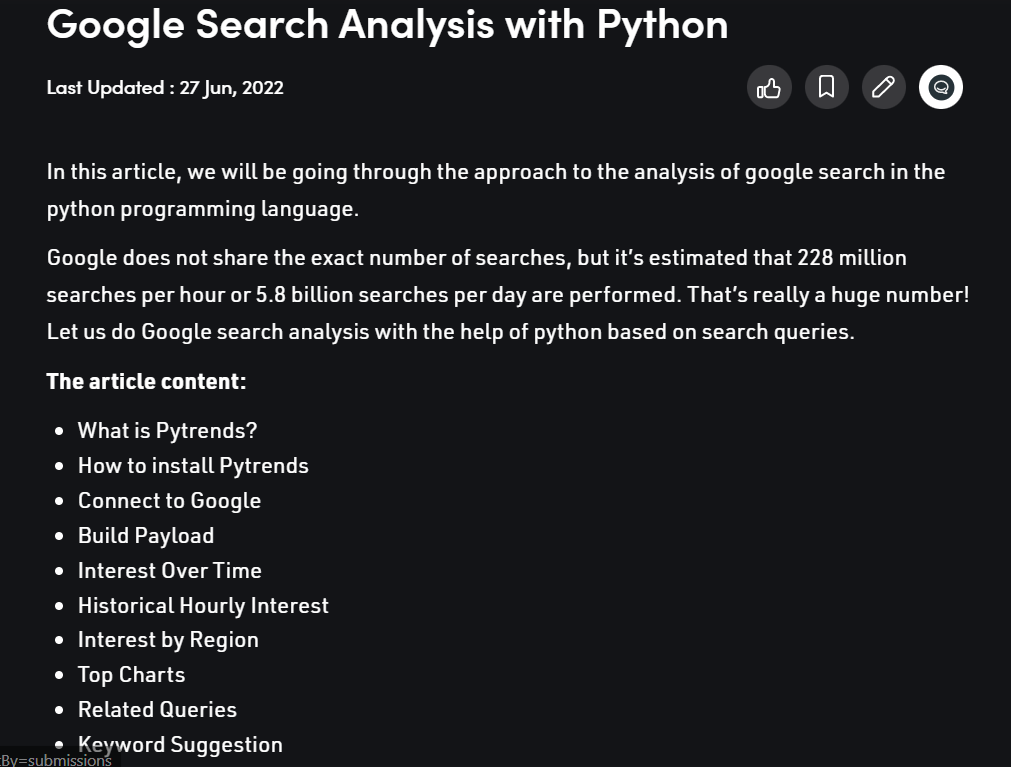 Google Search Analysis with Python
Last Updated : 27 Jun, 2022
In this article, we will be going through the approach to the analysis of google search in the
python programming language.
Google does not share the exact number of searches, but it’s estimated that 228 million
searches per hour or 5.8 billion searches per day are performed. That’s really a huge number!
Let us do Google search analysis with the help of python based on search queries.
The article content:
What is Pytrends?
How to install Pytrends
Connect to Google
Build Payload
Interest Over Time
Historical Hourly Interest
Interest by Region
Top Charts
Related Queries
Keyword Suggestion
:By=submissions